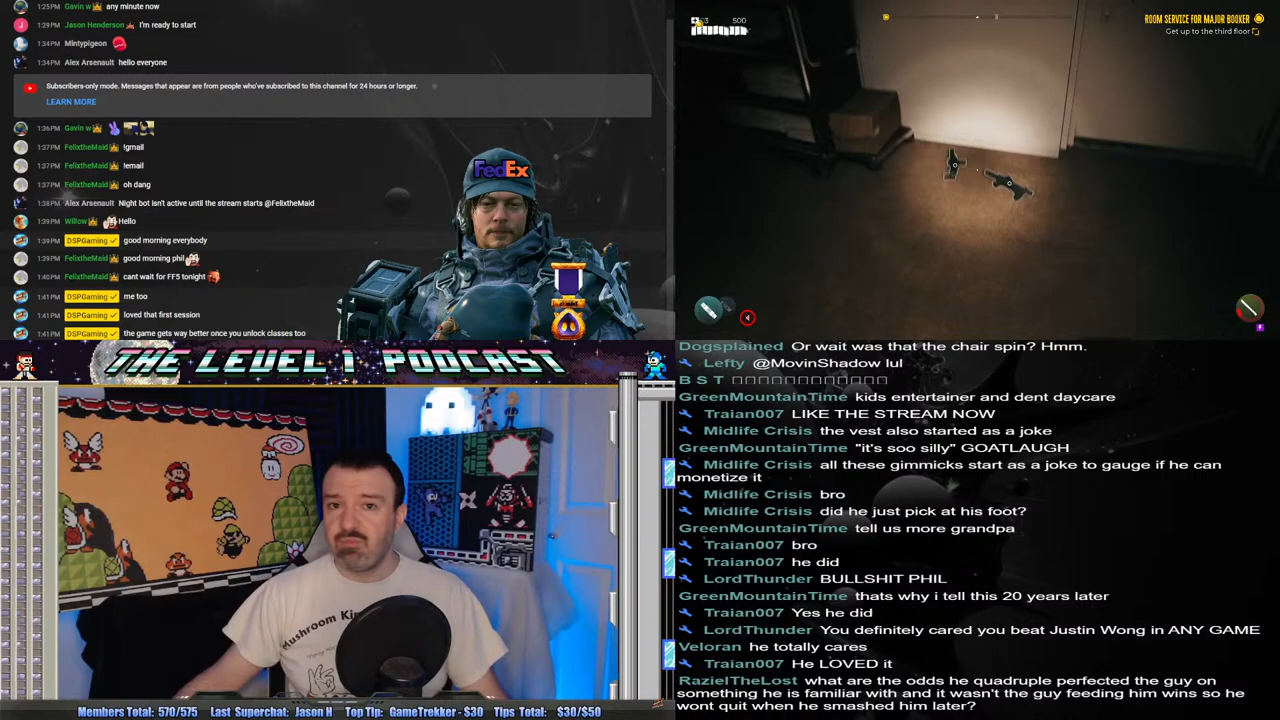 1:25PM Gavin w any minute now
1:29PM Jason Henderson I'm ready to start
1:34PM Mintypigeon
1:34PM Alex Arsenault hello everyone
Subscribers-only mode. Messages that appear are from people who've subscribed to this channel for 24 hours or longer.
LEARN MORE
1:36PM Gavin w
1:37PM FelixtheMaid !gmail
1:37PM FelixtheMaid !email
1:37PM FelixtheMaid oh dang
1:38PM Alex Arsenault Night bot isn't active until the stream starts @FelixtheMaid
1:39PM Willow Hello
1:39PM DSPGaming good morning everybody
1:39PM FelixtheMaid good morning phil
1:40PM FelixtheMaid cant wait for FF5 tonight
1:41PM DSPGaming me too
1:41PM DSPGaming loved that first session
1:41PM DSPGaming the game gets way better once you unlock classes too
FedEx
500
ROOM SERVICE FOR MAJOR BOOKER
Get up to the third floor
THE LEVEL 1 PODCAST
Mushroom Kin
Members Total: 570/575 Last Superchat: Jason H Top Tip: GameTrekker - $30 Tips Total: $30/$50
Dogsplained Or wait was that the chair spin? Hmm.
Lefty @MovinShadow lul
B S T
GreenMountainTime kids entertainer and dent daycare
Traian007 LIKE THE STREAM NOW
Midlife Crisis the vest also started as a joke
GreenMountainTime "it's soo silly" GOATLAUGH
Midlife Crisis all these gimmicks start as a joke to gauge if he can
monetize it
Midlife Crisis bro
Midlife Crisis did he just pick at his foot?
GreenMountainTime tell us more grandpa
Traian007 bro
Traian007 he did
LordThunder BULLSHIT PHIL
GreenMountainTime thats why i tell this 20 years later
Traian007 Yes he did
LordThunder You definitely cared you beat Justin Wong in ANY GAME
Veloran he totally cares
Traian007 He LOVED it
RazielTheLost what are the odds he quadruple perfected the guy on
something he is familiar with and it wasn't the guy feeding him wins so he
wont quit when he smashed him later?